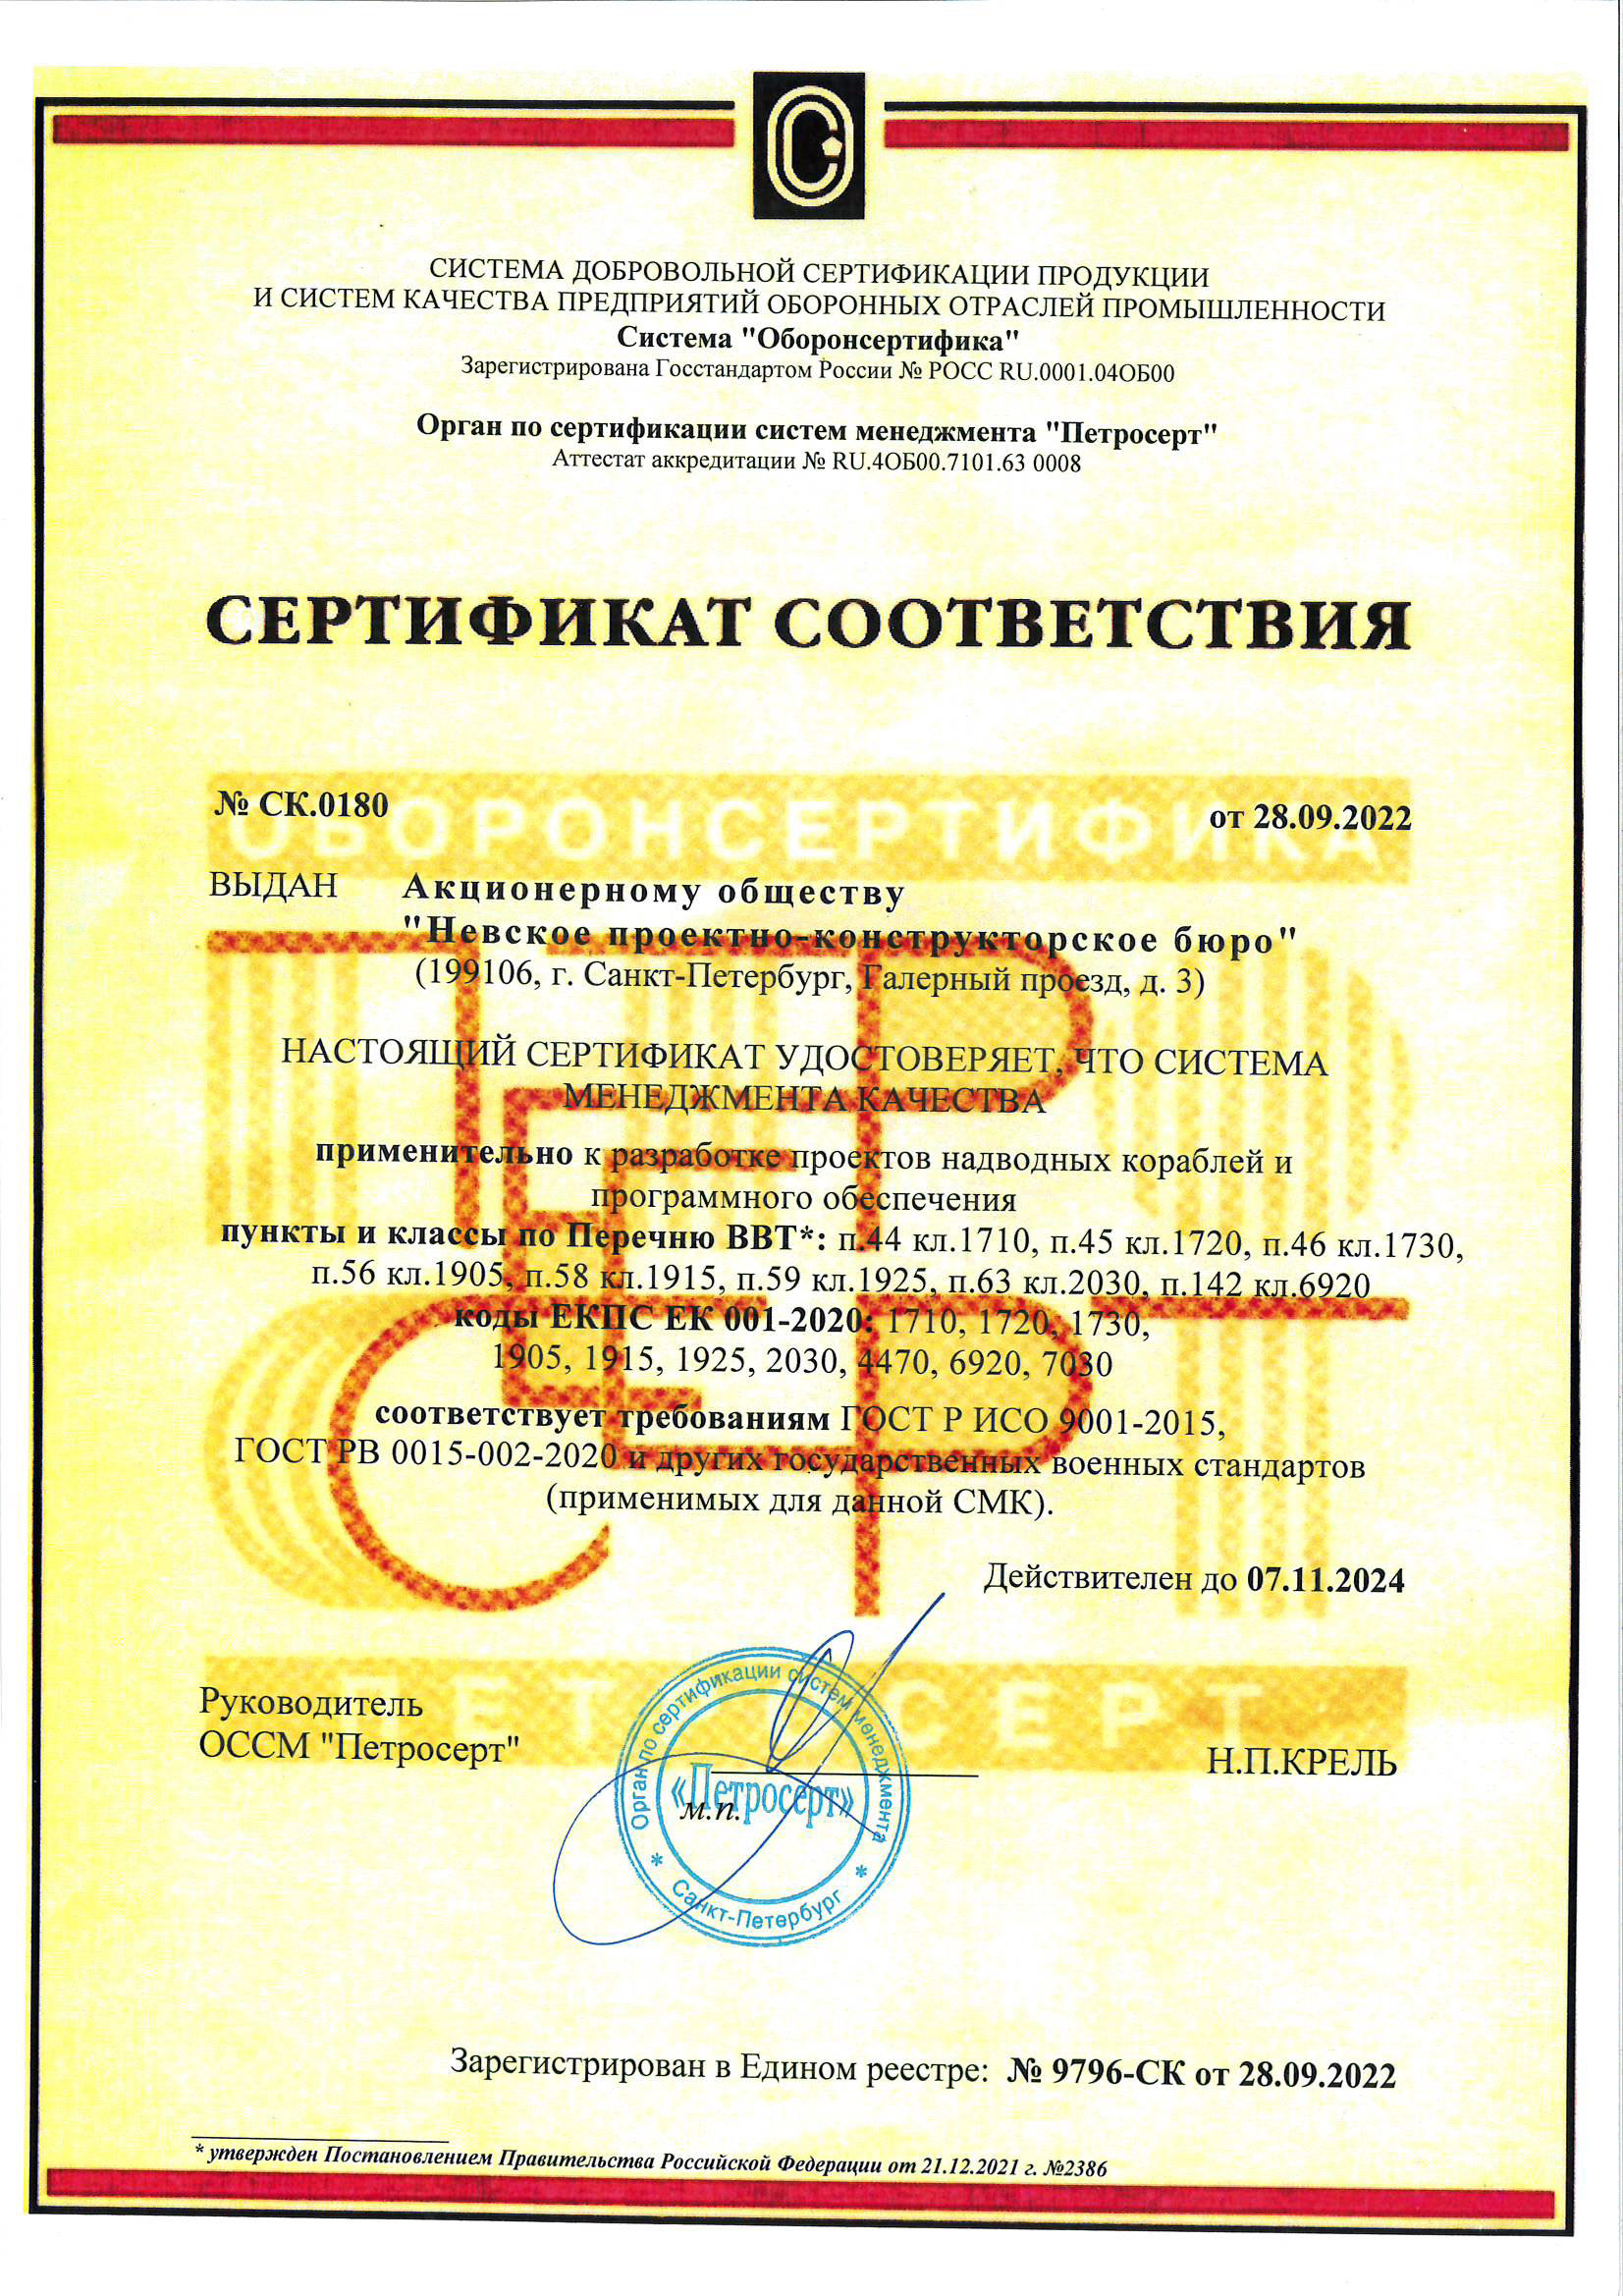 СИСТЕМА ДОБРОВОЛЬНОЙ СЕРТИФИКАЦИИ ПРОДУКЦИИ
И СИСТЕМ КАЧЕСТВА ПРЕДПРИЯТИЙ ОБОРОННЫХ ОТРАСЛЕЙ ПРОМЫШЛЕННОСТИ
Система "Оборонсертифика"
Зарегистрирована Госстандартом России № РОСС RU.0001.04ОБ00
Орган по сертификации систем менеджмента "Петросерт"
Аттестат аккредитации № RU.4ОБ00.7101.63 0008
СЕРТИФИКАТ СООТВЕТСТВИЯ
ОБОРОНСЕРТИФИКА
№ СК.0180 от 28.09.2022
ВЫДАН Акционерному обществу
"Невское проектно-конструкторское бюро"
(199106, г. Санкт-Петербург, Галерный проезд, д. 3)
НАСТОЯЩИЙ СЕРТИФИКАТ УДОСТОВЕРЯЕТ, ЧТО СИСТЕМА
МЕНЕДЖМЕНТА КАЧЕСТВА
применительно к разработке проектов надводных кораблей и
программного обеспечения
пункты и классы по Перечню ВВТ*: п.44 кл.1710, п.45 кл.1720, п.46 кл.1730,
п.56 кл.1905, п.58 кл.1915, п.59 кл.1925, п.63 кл.2030, п.142 кл.6920
коды ЕКПС ЕК 001-2020: 1710, 1720, 1730,
1905, 1915, 1925, 2030, 4470, 6920, 7030
соответствует требованиям ГОСТ Р ИСО 9001-2015,
ГОСТ РВ 0015-002-2020 и других государственных военных стандартов
(применимых для данной СМК).
Действителен до 07.11.2024
ПЕТРОСЕРТ
Руководитель
ОССМ "Петросерт"
Н.П.КРЕЛЬ
Орган по сертификации систем менеджмента
«Петросерт»
м.п.
* Санкт-Петербург *
Зарегистрирован в Едином реестре: № 9796-СК от 28.09.2022
* утвержден Постановлением Правительства Российской Федерации от 21.12.2021 г. №2386